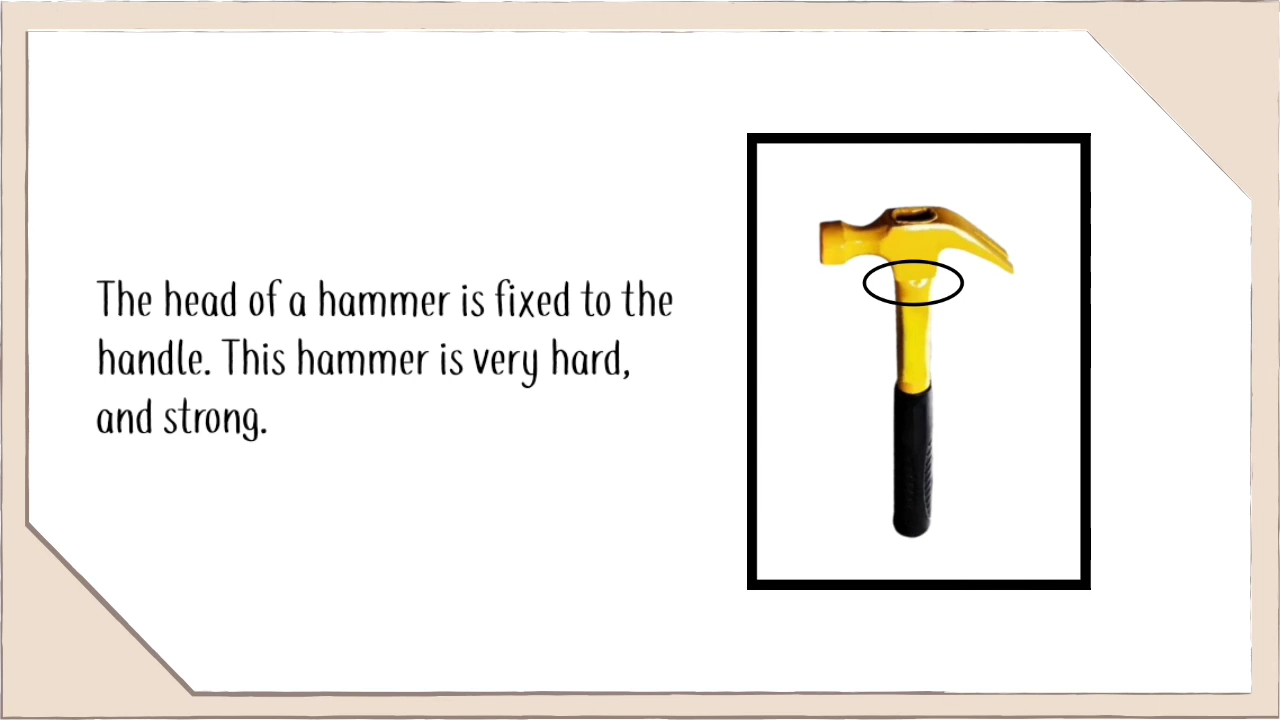 The head of a hammer is fixed to the
handle. This hammer is very hard,
and strong.